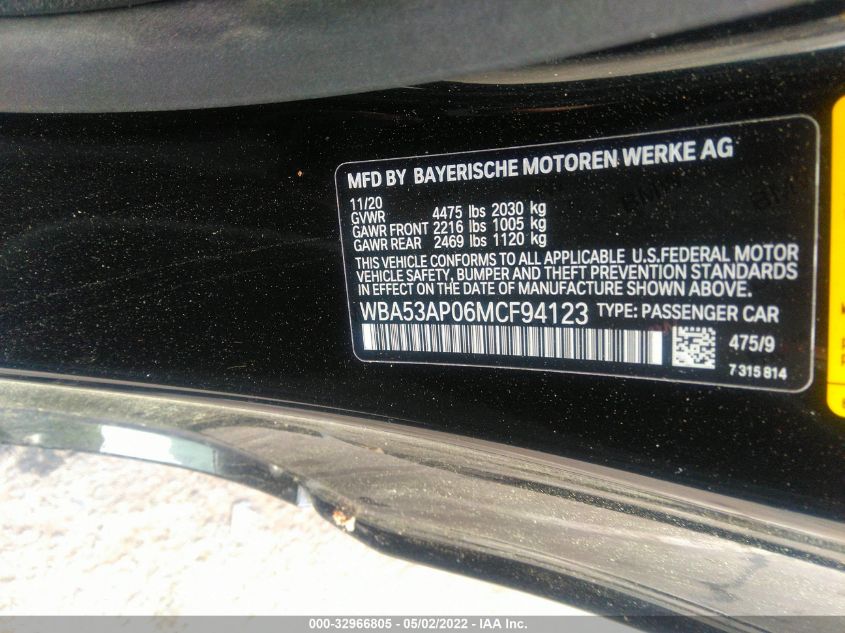 MFD BY BAYERISCHE MOTOREN WERKE AG
11/20
GVWR 4475 lbs 2030 kg
GAWR FRONT 2216 lbs 1005 kg
GAWR REAR 2469 lbs 1120 kg
THIS VEHICLE CONFORMS TO ALL APPLICABLE U.S.FEDERAL MOTOR
VEHICLE SAFETY, BUMPER AND THEFT PREVENTION STANDARDS
IN EFFECT ON THE DATE OF MANUFACTURE SHOWN ABOVE.
WBA53AP06MCF94123 TYPE: PASSENGER CAR
475/9
7 315 814
000-32966805 - 05/02/2022 - IAA Inc.